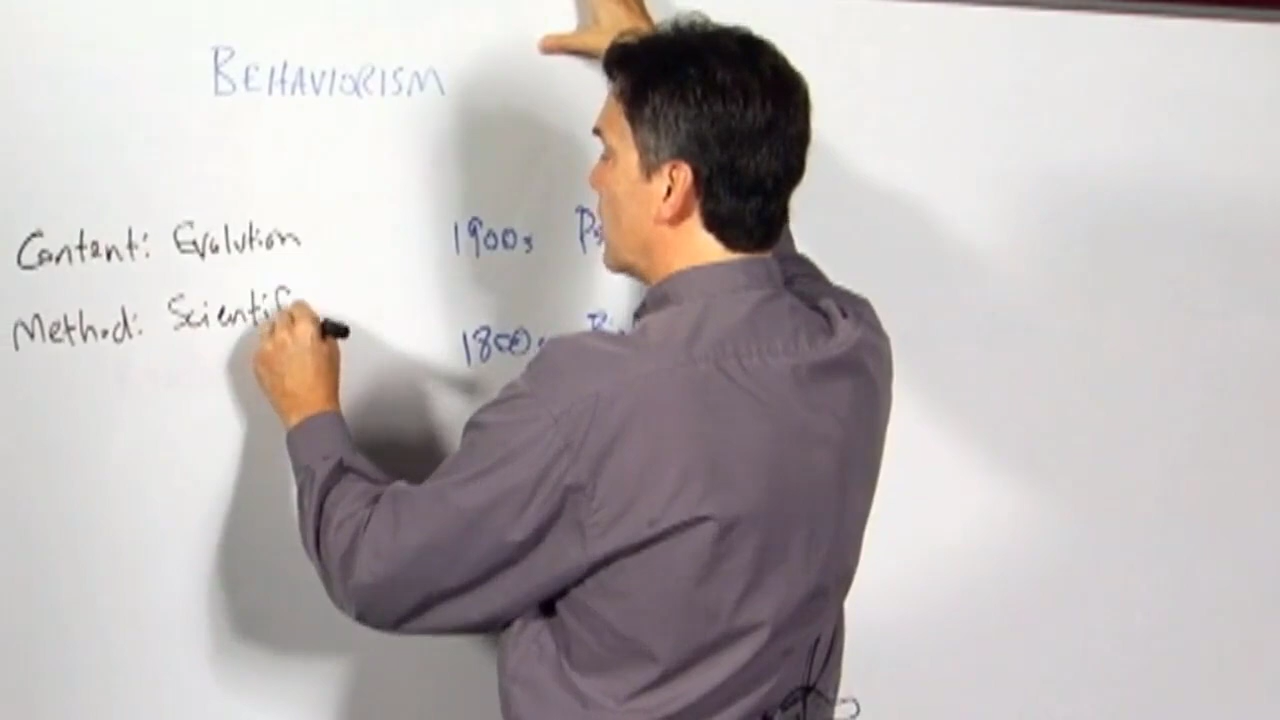 BEHAVIORISM
Content: Evolution
1900s
Method: Scientif
1800s